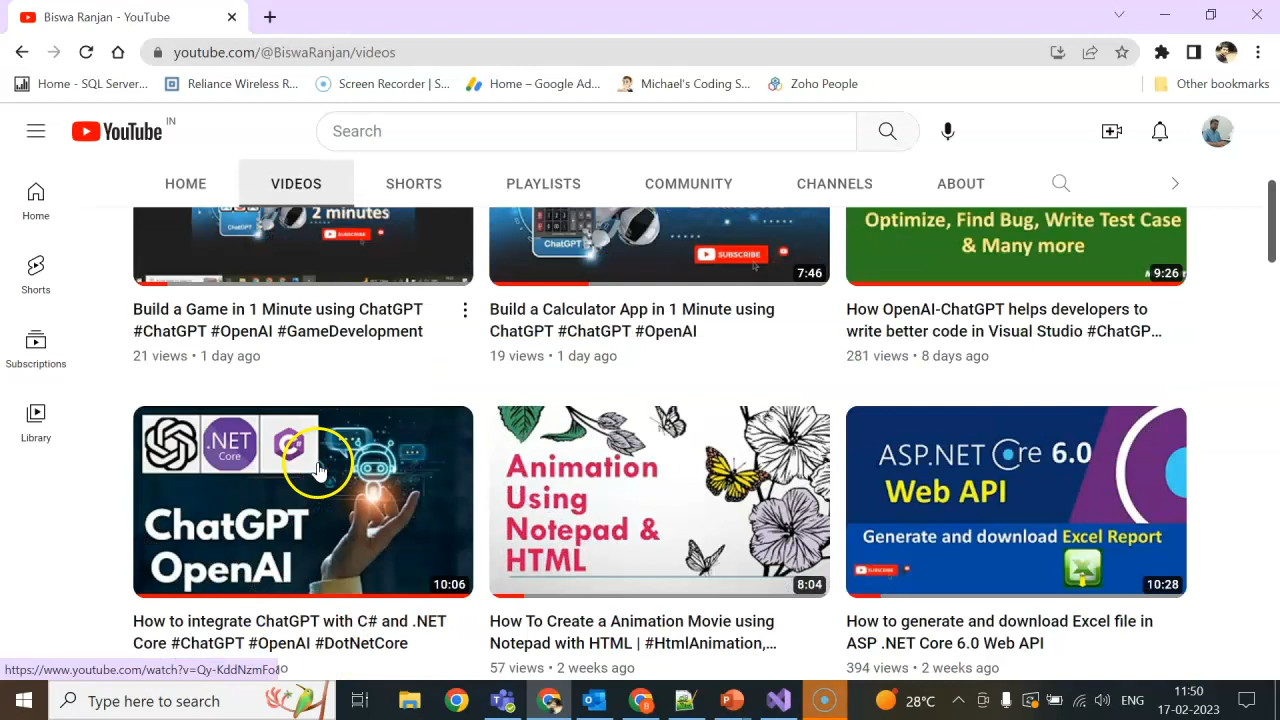 Biswa Ranjan - YouTube
youtube.com/@BiswaRanjan/videos
Home - SQL Server...
Reliance Wireless R...
Screen Recorder | S...
Home – Google Ad...
Michael's Coding S...
Zoho People
Other bookmarks
YouTube IN
Search
HOME
VIDEOS
SHORTS
PLAYLISTS
COMMUNITY
CHANNELS
ABOUT
Home
Shorts
Subscriptions
Library
2 minutes
ChatGPT
SUBSCRIBE
ChatGPT
SUBSCRIBE
7:46
Optimize, Find Bug, Write Test Case
& Many more
9:26
Build a Game in 1 Minute using ChatGPT
#ChatGPT #OpenAI #GameDevelopment
21 views • 1 day ago
Build a Calculator App in 1 Minute using
ChatGPT #ChatGPT #OpenAI
19 views • 1 day ago
How OpenAI-ChatGPT helps developers to
write better code in Visual Studio #ChatGP...
281 views • 8 days ago
.NET
Core
C#
ChatGPT
OpenAI
10:06
Animation
Using
Notepad &
HTML
8:04
ASP.NET Core 6.0
Web API
Generate and download Excel Report
SUBSCRIBE
10:28
How to integrate ChatGPT with C# and .NET
Core #ChatGPT #OpenAI #DotNetCore
How To Create a Animation Movie using
Notepad with HTML | #HtmlAnimation,...
57 views • 2 weeks ago
How to generate and download Excel file in
ASP .NET Core 6.0 Web API
394 views • 2 weeks ago
Type here to search
28°C
ENG
11:50
17-02-2023